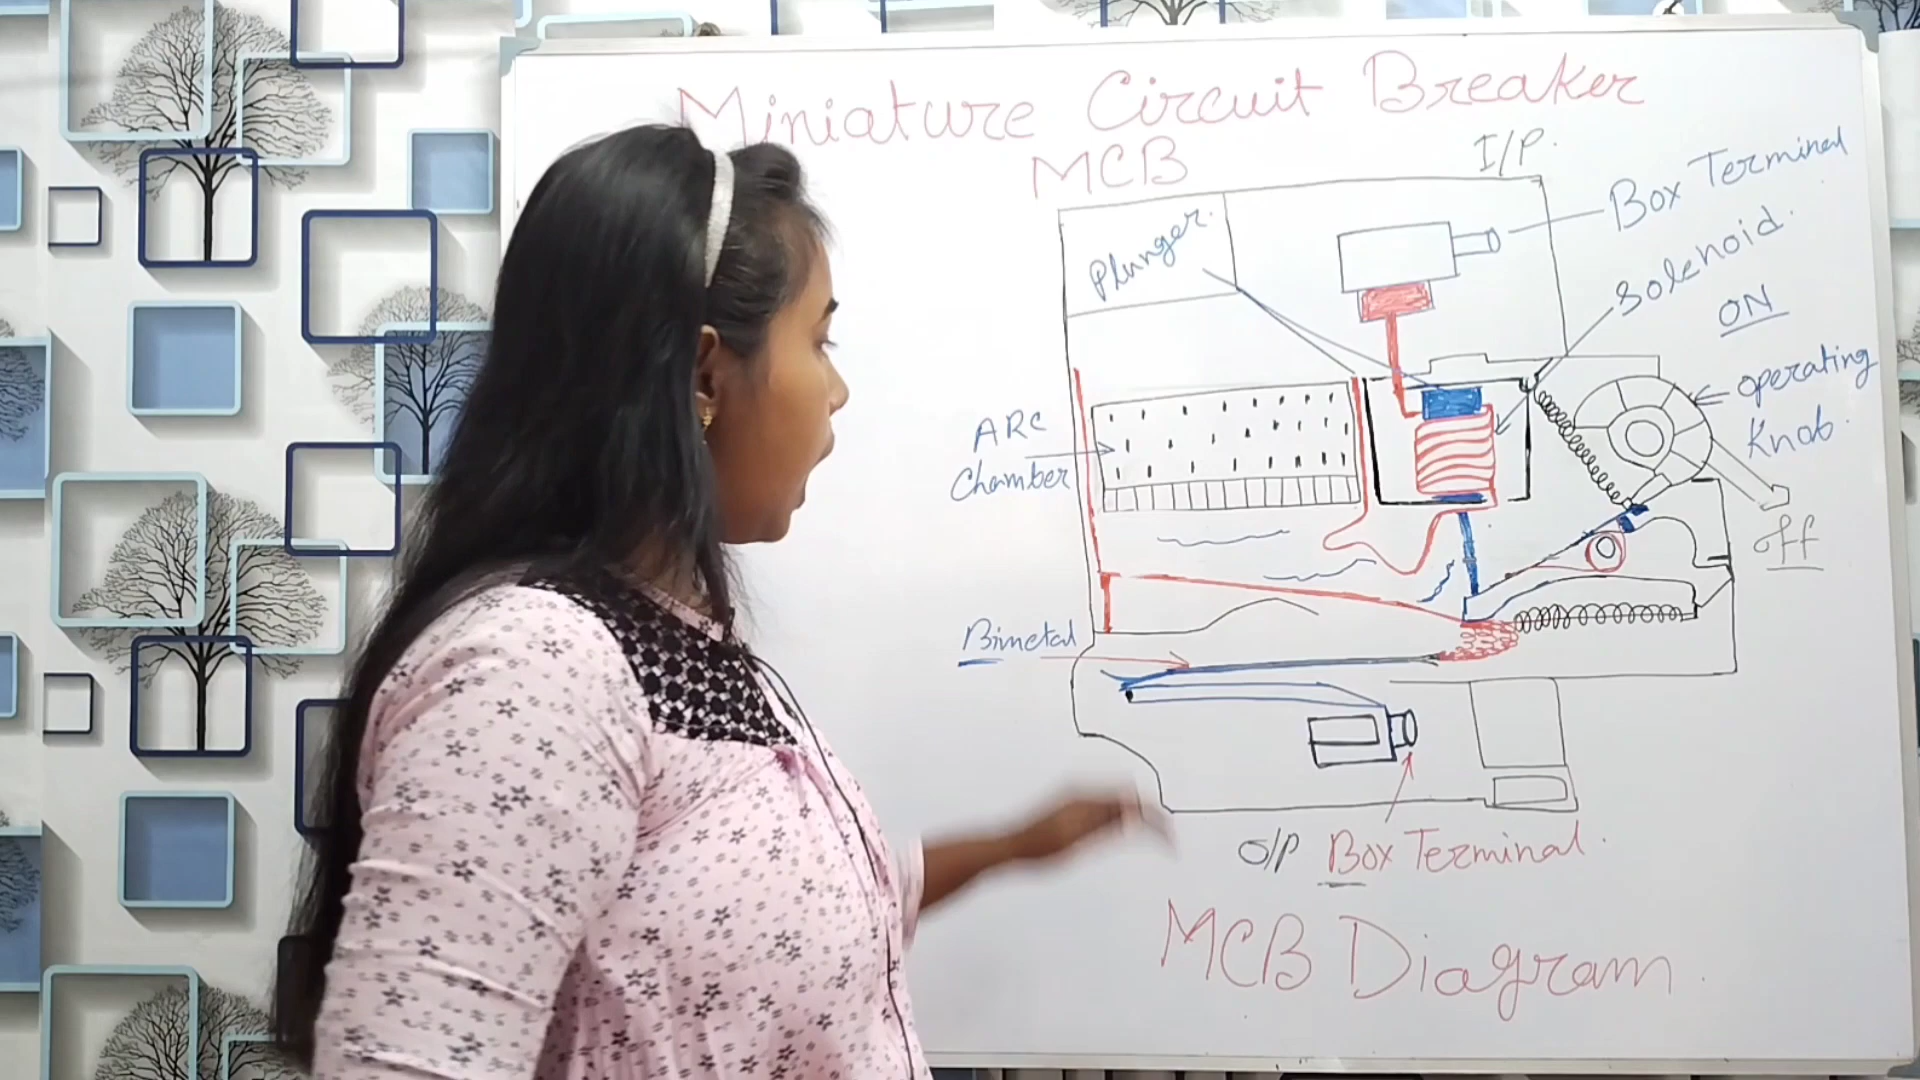 Miniature Circuit Breaker
MCB
I/P.
Box Terminal
Plunger.
Solenoid.
ON
operating
Knob.
ARC
Chamber
off
Bimetal
O/P Box Terminal.
MCB Diagram.